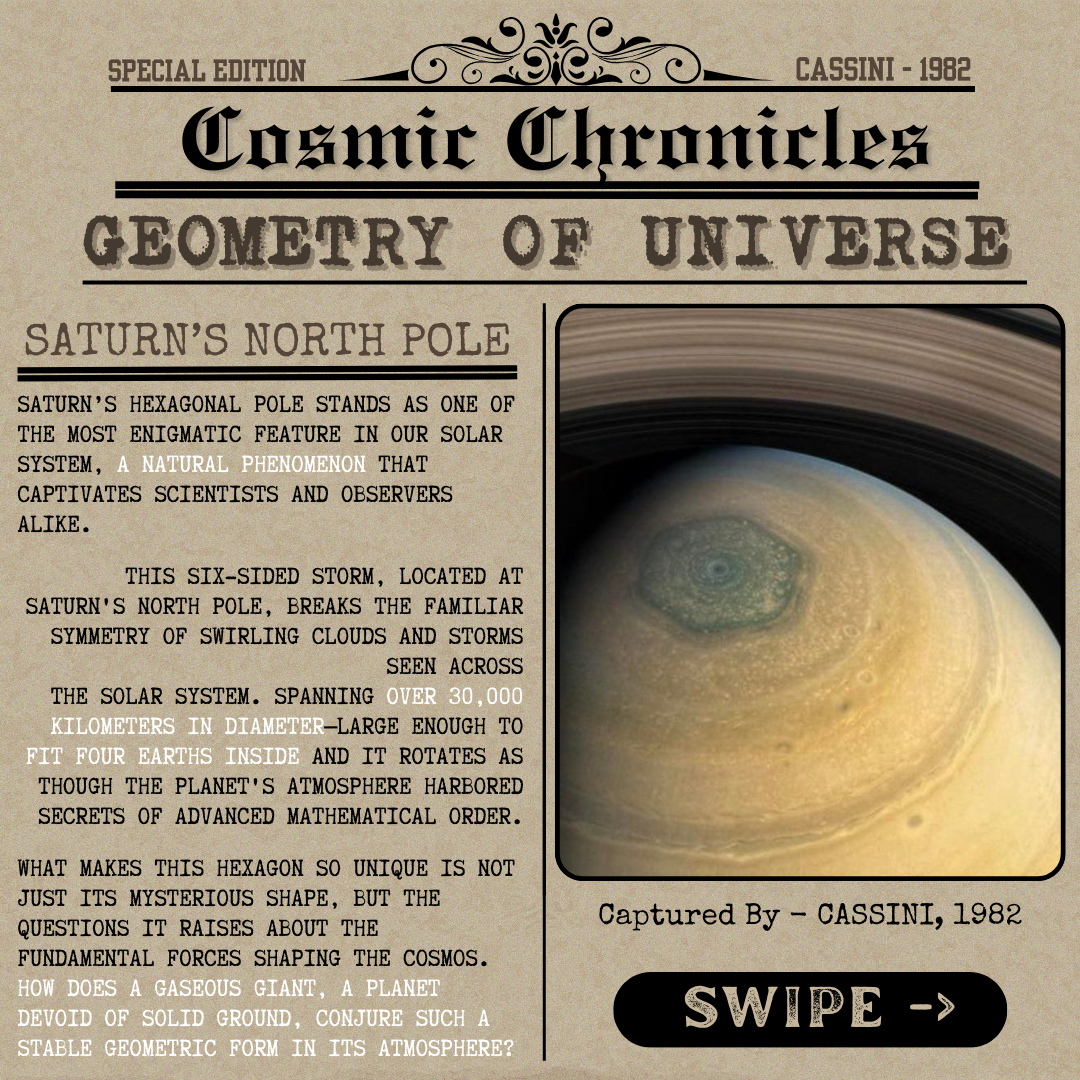 SPECIAL EDITION
CASSINI - 1982
Cosmic Chronicles
GEOMETRY OF UNIVERSE
SATURN'S NORTH POLE
SATURN'S HEXAGONAL POLE STANDS AS ONE OF
THE MOST ENIGMATIC FEATURE IN OUR SOLAR
SYSTEM, A NATURAL PHENOMENON THAT
CAPTIVATES SCIENTISTS AND OBSERVERS
ALIKE.
THIS SIX-SIDED STORM, LOCATED AT
SATURN'S NORTH POLE, BREAKS THE FAMILIAR
SYMMETRY OF SWIRLING CLOUDS AND STORMS
SEEN ACROSS
THE SOLAR SYSTEM. SPANNING OVER 30,000
KILOMETERS IN DIAMETER—LARGE ENOUGH TO
FIT FOUR EARTHS INSIDE AND IT ROTATES AS
THOUGH THE PLANET'S ATMOSPHERE HARBORED
SECRETS OF ADVANCED MATHEMATICAL ORDER.
WHAT MAKES THIS HEXAGON SO UNIQUE IS NOT
JUST ITS MYSTERIOUS SHAPE, BUT THE
QUESTIONS IT RAISES ABOUT THE
FUNDAMENTAL FORCES SHAPING THE COSMOS.
HOW DOES A GASEOUS GIANT, A PLANET
DEVOID OF SOLID GROUND, CONJURE SUCH A
STABLE GEOMETRIC FORM IN ITS ATMOSPHERE?
Captured By - CASSINI, 1982
SWIPE ->